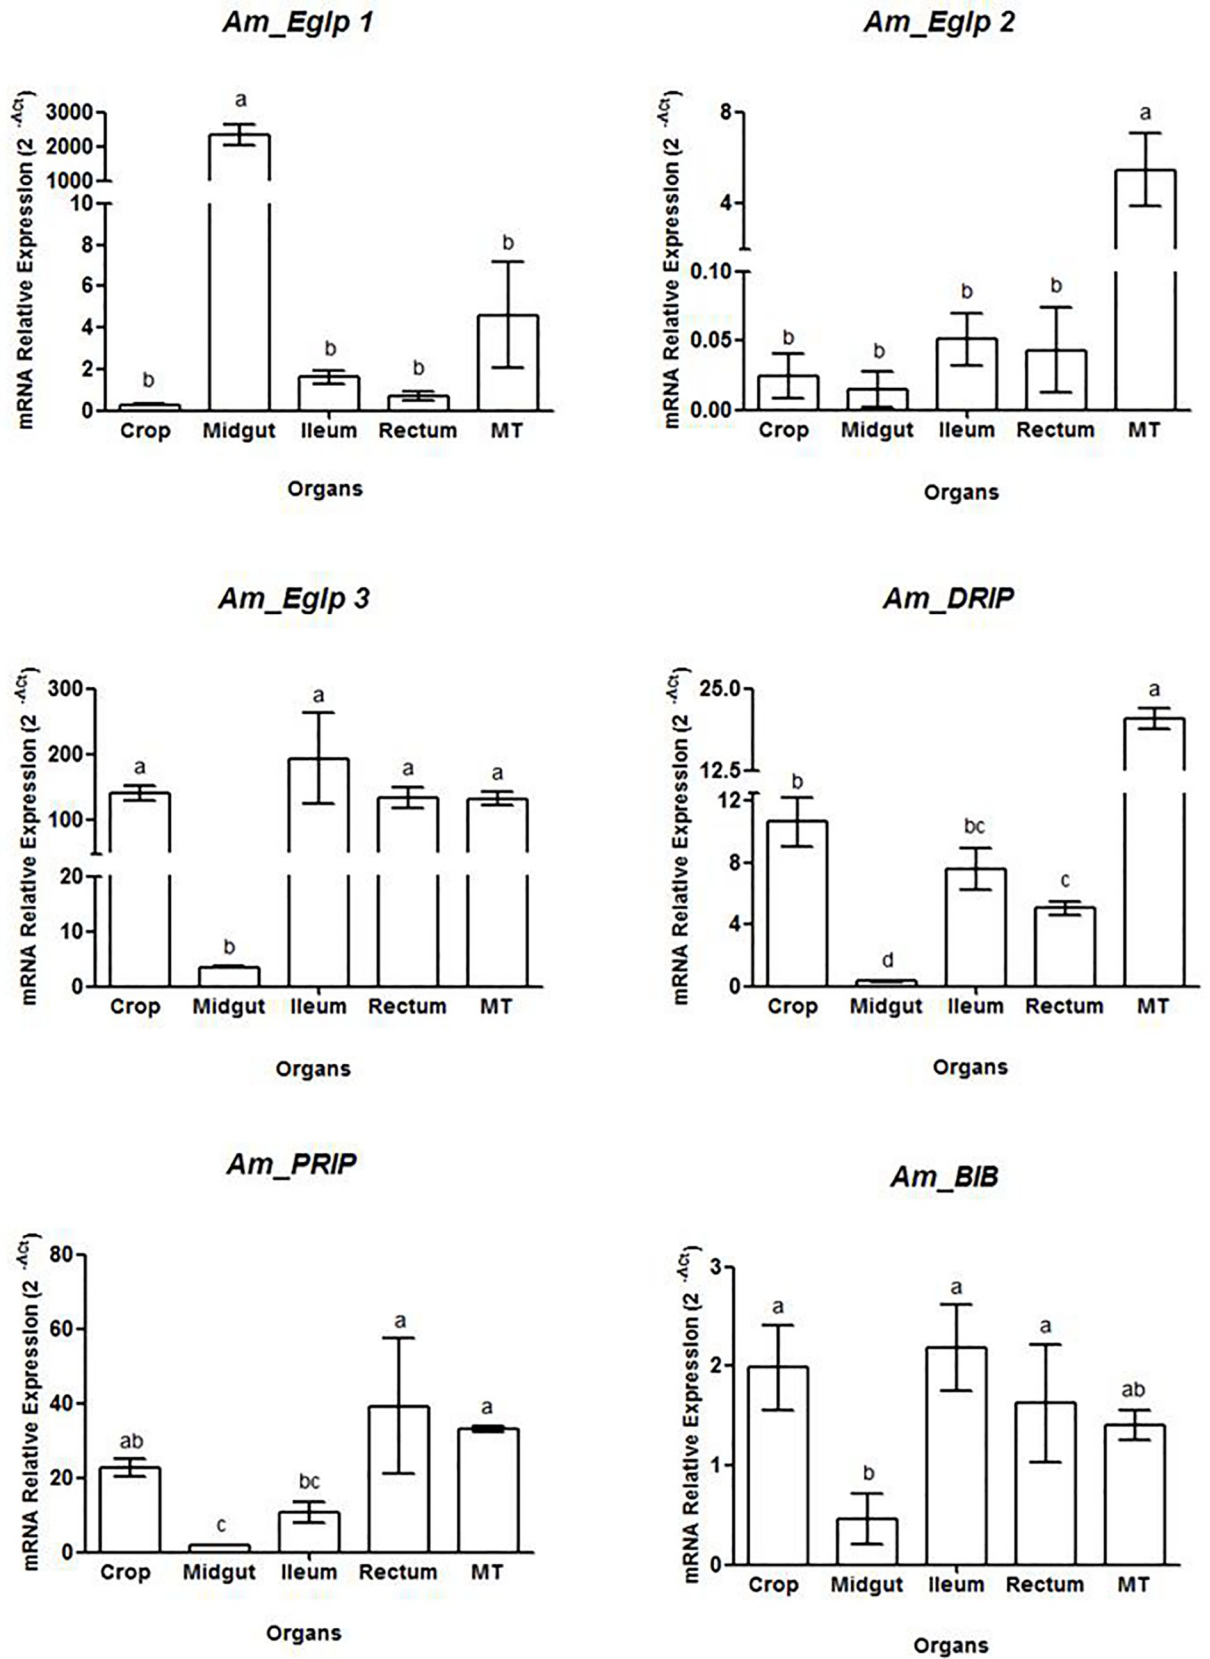 Am_Eglp 1
mRNA Relative Expression (2 -ΔCt)
3000
2000
1000
10
8
6
4
2
0
a
b
b
b
b
Crop Midgut Ileum Rectum MT
Organs
Am_Eglp 2
mRNA Relative Expression (2 -ΔCt)
8
4
0.10
0.05
0.00
a
b
b
b
b
Crop Midgut Ileum Rectum MT
Organs
Am_Eglp 3
mRNA Relative Expression (2 -ΔCt)
300
200
100
20
10
0
a
b
a
a
a
Crop Midgut Ileum Rectum MT
Organs
Am_DRIP
mRNA Relative Expression (2 -ΔCt)
25.0
12.5
12
8
4
0
b
d
bc
c
a
Crop Midgut Ileum Rectum MT
Organs
Am_PRIP
mRNA Relative Expression (2 -ΔCt)
80
60
40
20
0
ab
c
bc
a
a
Crop Midgut Ileum Rectum MT
Organs
Am_BIB
mRNA Relative Expression (2 -ΔCt)
3
2
1
0
a
b
a
a
ab
Crop Midgut Ileum Rectum MT
Organs